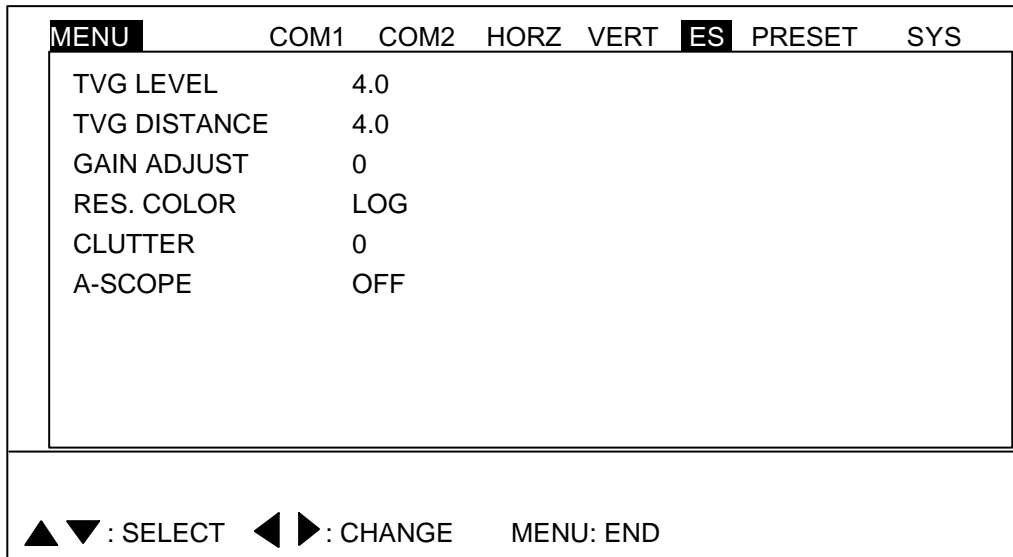 MENU COM1 COM2 HORZ VERT ES PRESET SYS
TVG LEVEL 4.0
TVG DISTANCE 4.0
GAIN ADJUST 0
RES. COLOR LOG
CLUTTER 0
A-SCOPE OFF
▲ ▼ : SELECT ◀ ▶ : CHANGE MENU: END